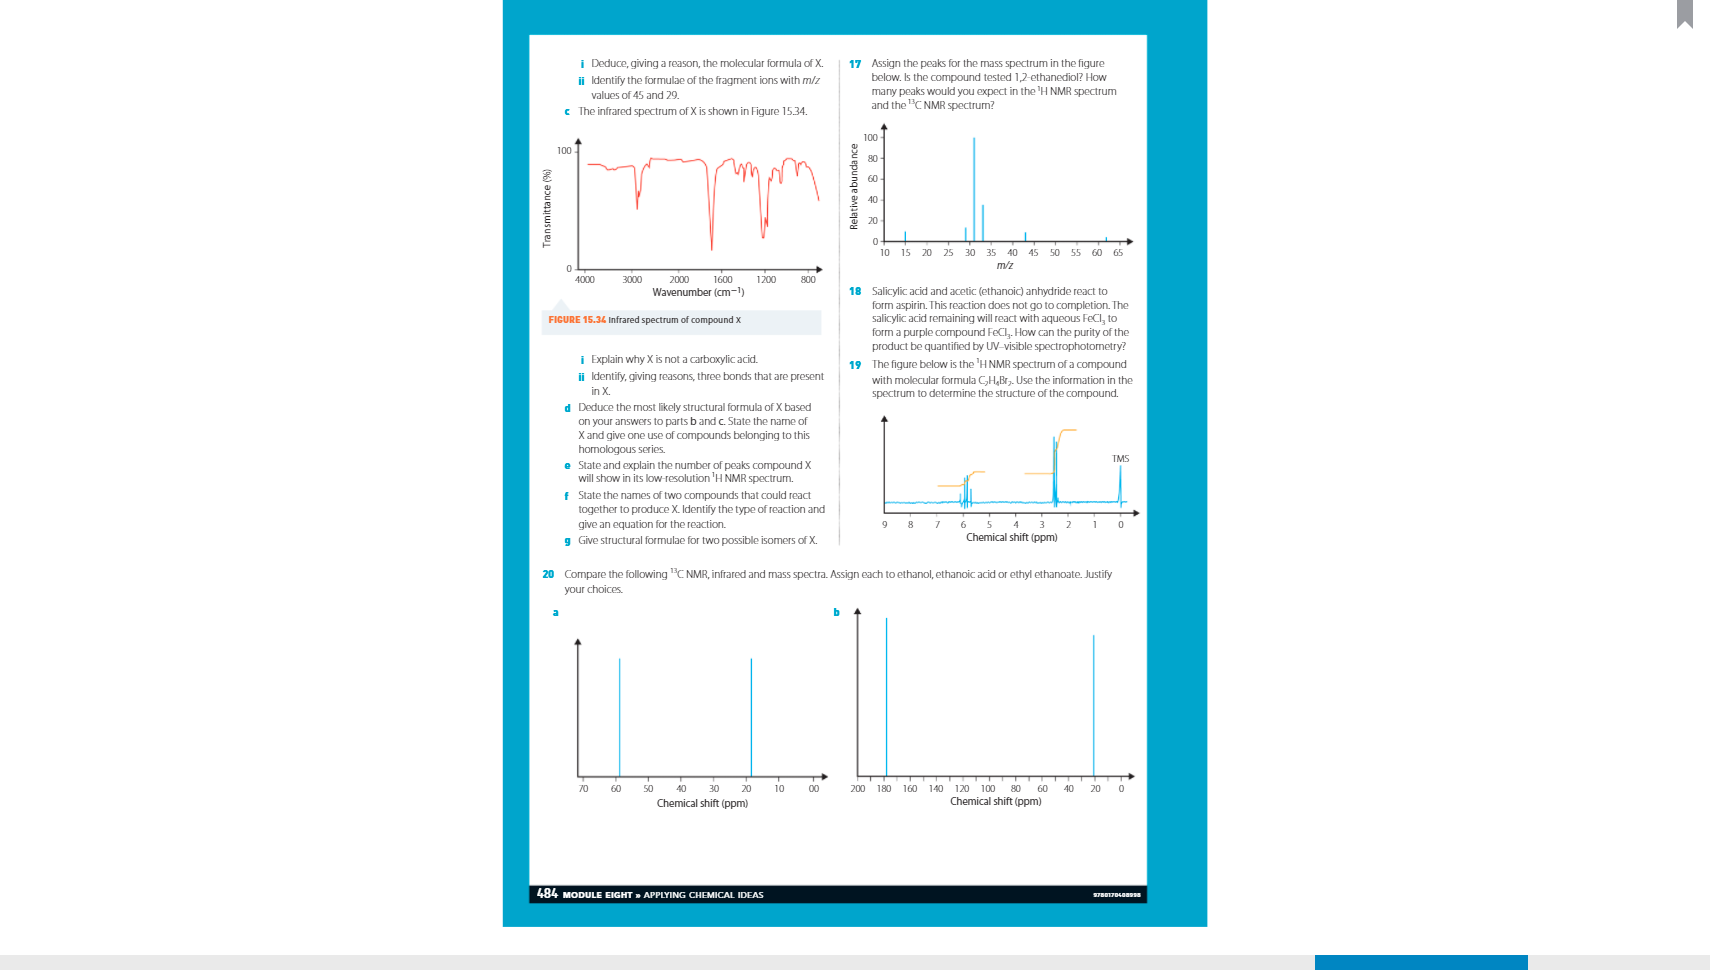 i Deduce, giving a reason, the molecular formula of X.
ii Identify the formulae of the fragment ions with m/z
values of 45 and 29.
c The infrared spectrum of X is shown in Figure 15.34.
100
Transmittance (%)
0
4000 3000 2000 1600 1200 800
Wavenumber (cm−1)
FIGURE 15.34 Infrared spectrum of compound X
i Explain why X is not a carboxylic acid.
ii Identify, giving reasons, three bonds that are present
in X.
d Deduce the most likely structural formula of X based
on your answers to parts b and c. State the name of
X and give one use of compounds belonging to this
homologous series.
e State and explain the number of peaks compound X
will show in its low-resolution ¹H NMR spectrum.
f State the names of two compounds that could react
together to produce X. Identify the type of reaction and
give an equation for the reaction.
g Give structural formulae for two possible isomers of X.
17 Assign the peaks for the mass spectrum in the figure
below. Is the compound tested 1,2-ethanediol? How
many peaks would you expect in the ¹H NMR spectrum
and the ¹³C NMR spectrum?
100
80
60
40
20
0
Relative abundance
10 15 20 25 30 35 40 45 50 55 60 65
m/z
18 Salicylic acid and acetic (ethanoic) anhydride react to
form aspirin. This reaction does not go to completion. The
salicylic acid remaining will react with aqueous FeCl₃ to
form a purple compound FeCl₃. How can the purity of the
product be quantified by UV–visible spectrophotometry?
19 The figure below is the ¹H NMR spectrum of a compound
with molecular formula C₂H₄Br₂. Use the information in the
spectrum to determine the structure of the compound.
TMS
9 8 7 6 5 4 3 2 1 0
Chemical shift (ppm)
20 Compare the following ¹³C NMR, infrared and mass spectra. Assign each to ethanol, ethanoic acid or ethyl ethanoate. Justify
your choices.
a
70 60 50 40 30 20 10 00
Chemical shift (ppm)
b
200 180 160 140 120 100 80 60 40 20 0
Chemical shift (ppm)
484 MODULE EIGHT » APPLYING CHEMICAL IDEAS
9780170408998